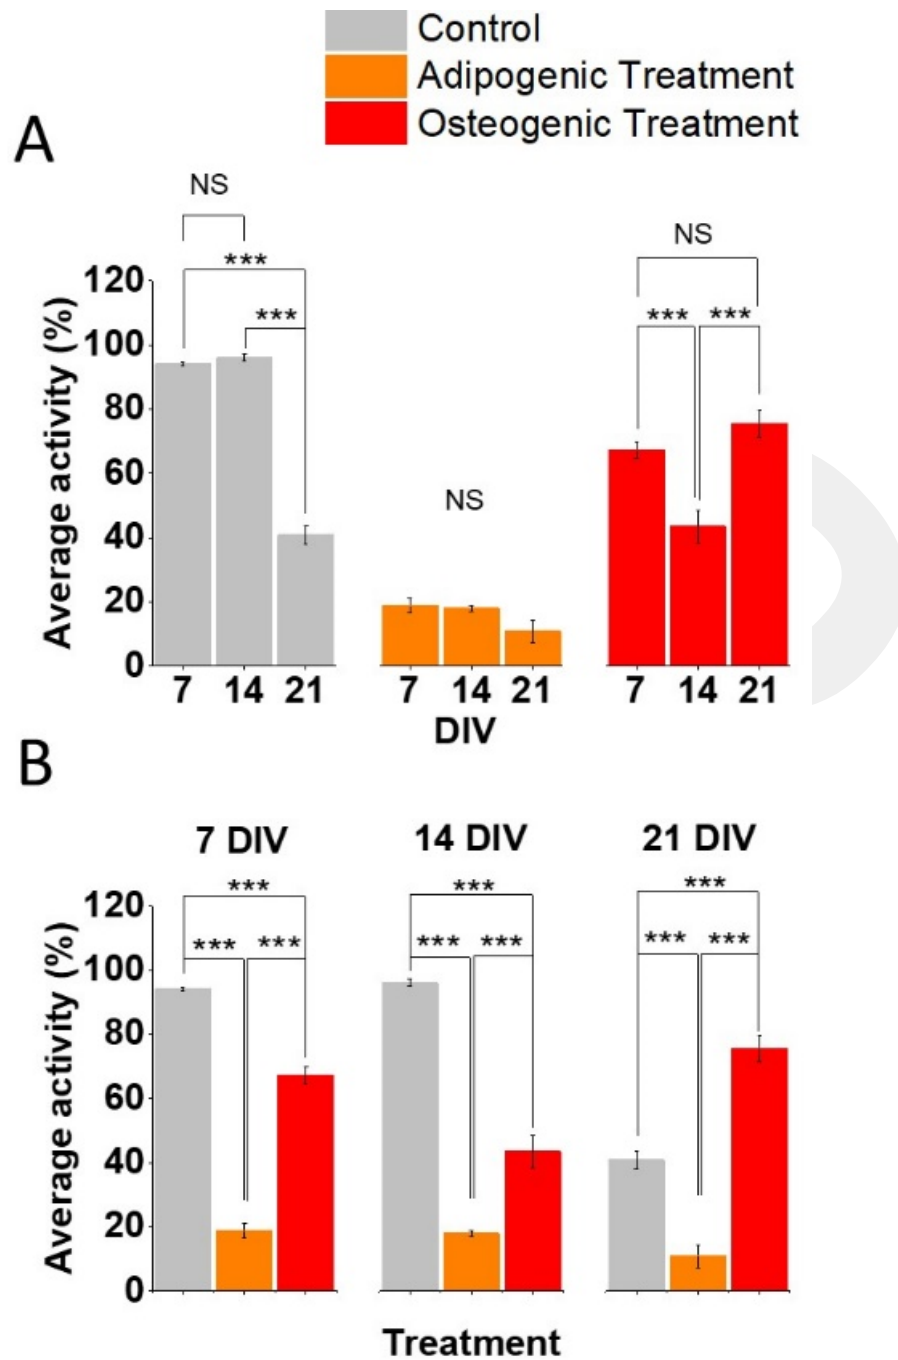 Control
Adipogenic Treatment
Osteogenic Treatment
A
NS
NS
***
***
*** ***
NS
Average activity (%)
120
100
80
60
40
20
0
7 14 21
7 14 21
7 14 21
DIV
B
7 DIV
14 DIV
21 DIV
***
***
***
*** ***
*** ***
*** ***
Average activity (%)
120
100
80
60
40
20
0
Treatment